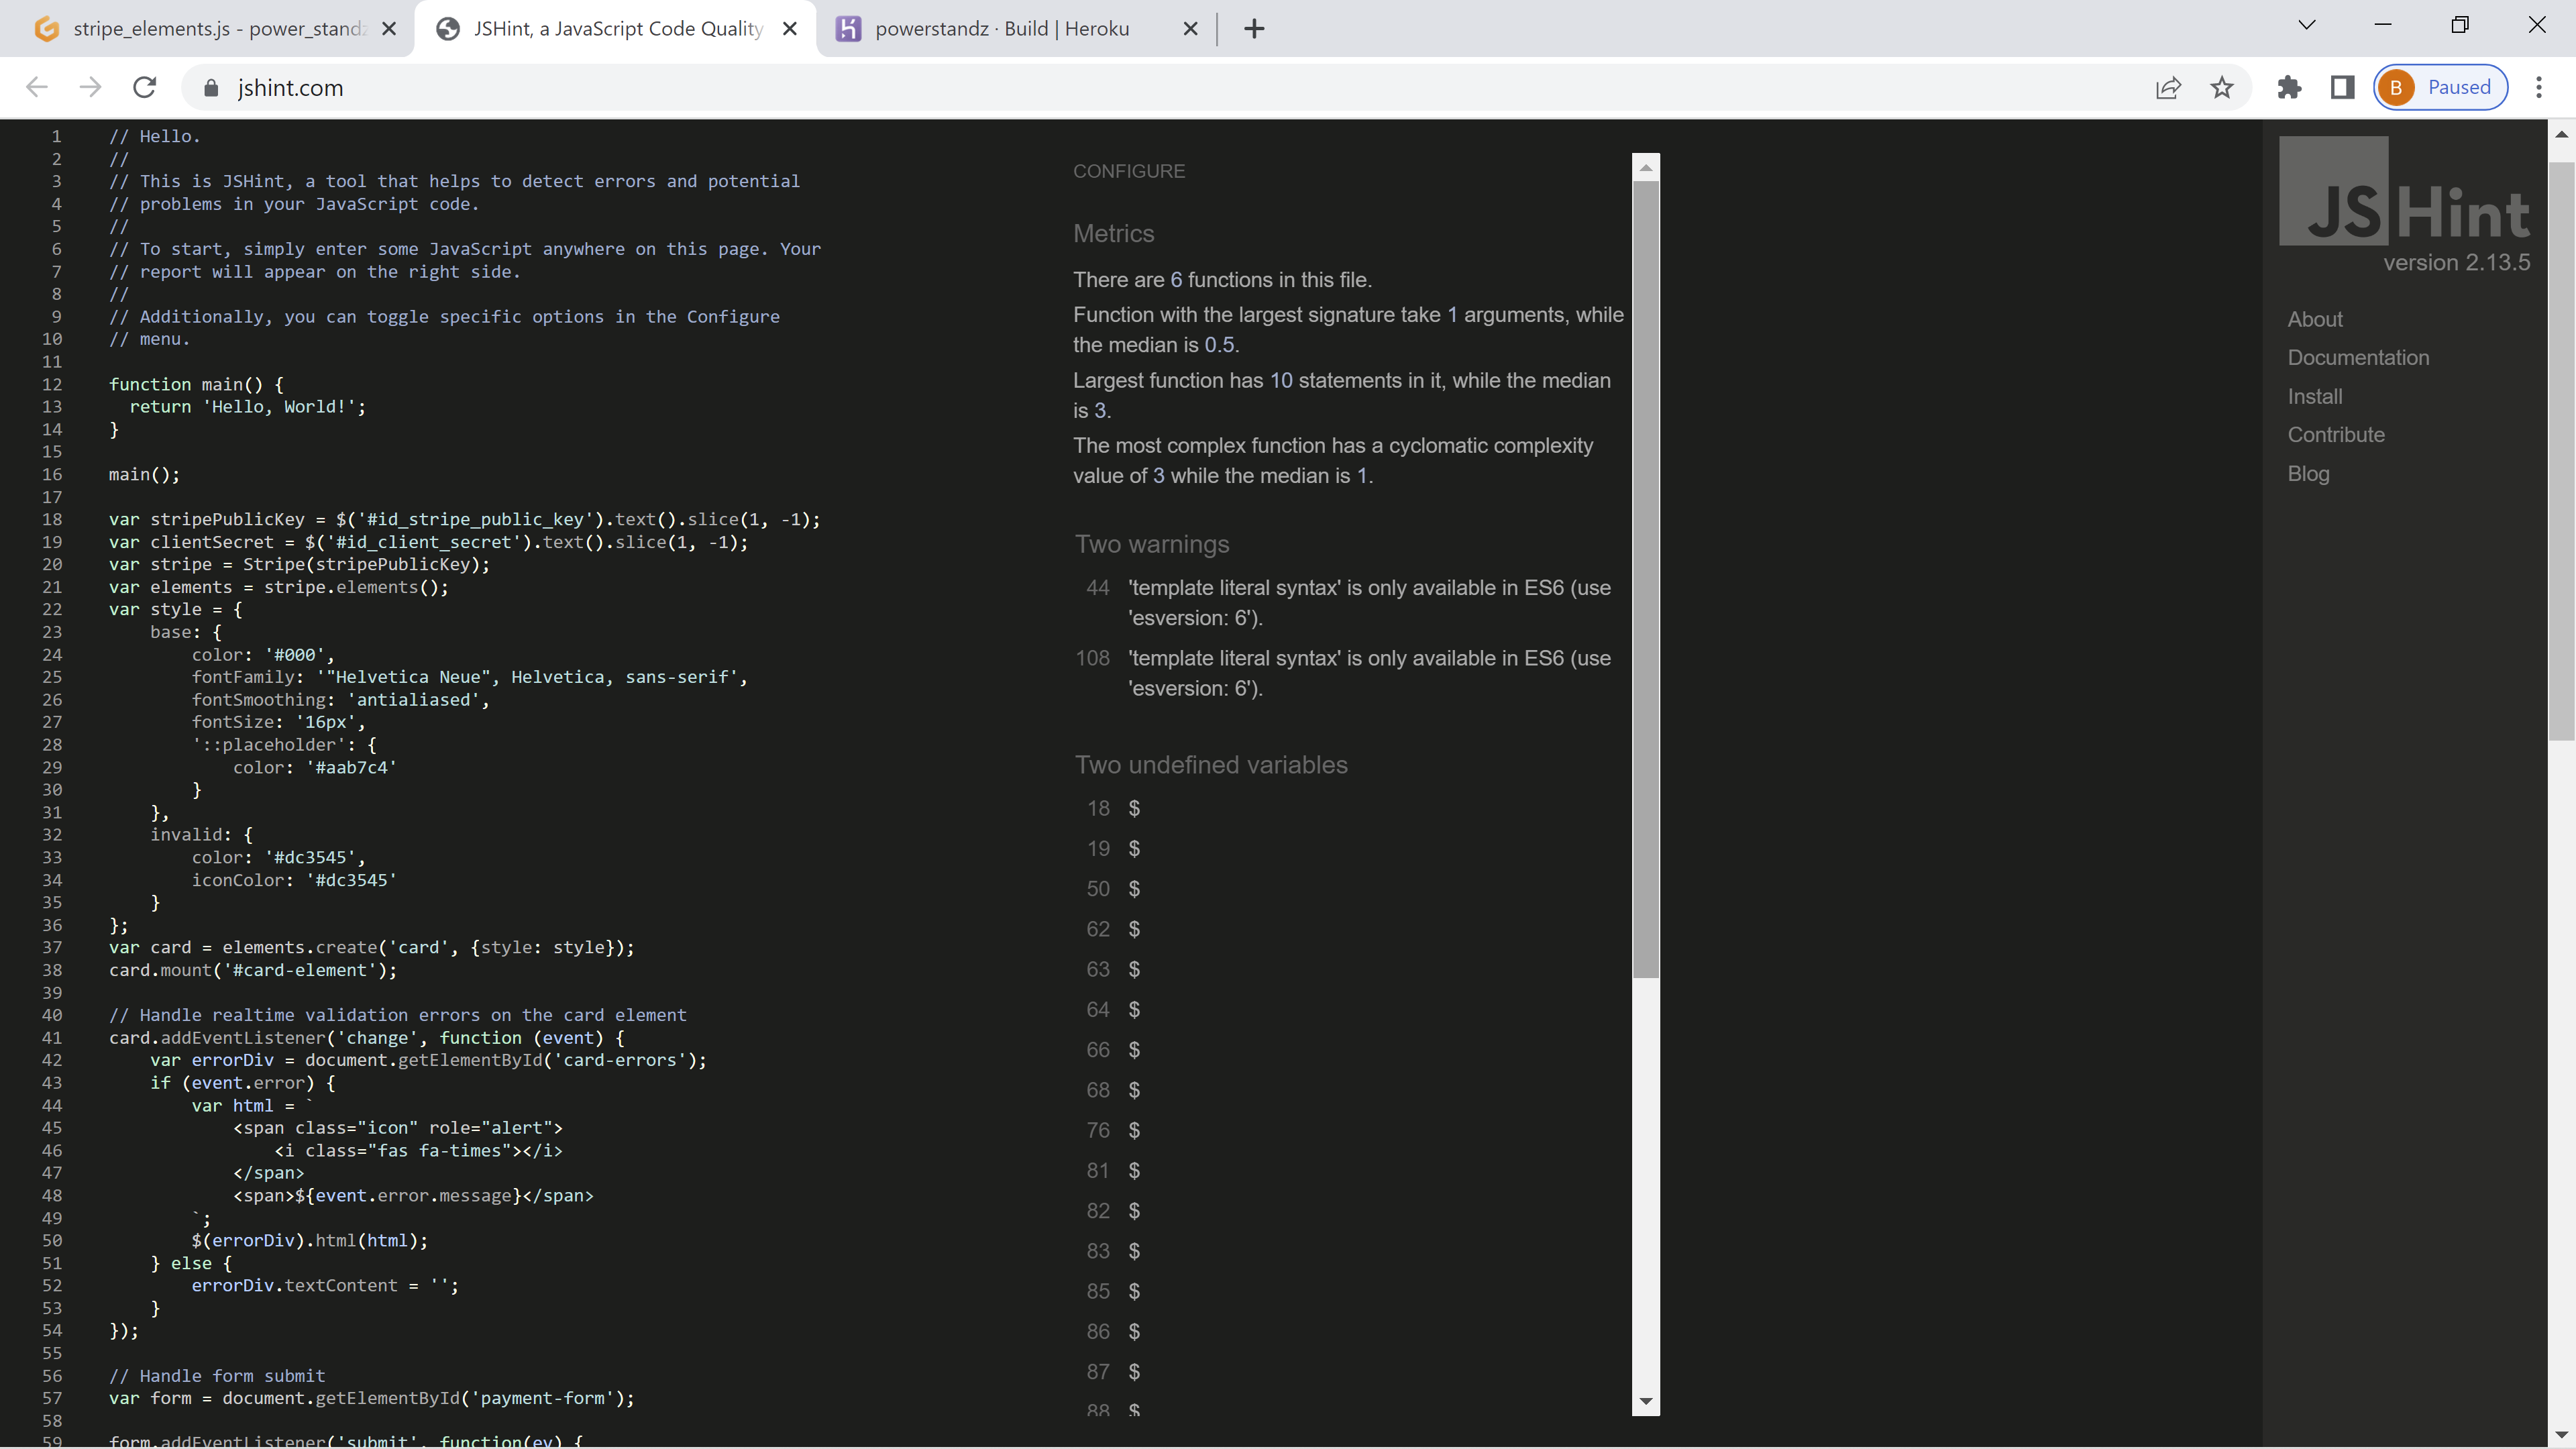 stripe_elements.js - power_stand
JSHint, a JavaScript Code Quality
powerstandz · Build | Heroku
jshint.com
B Paused
1 // Hello.
2 //
3 // This is JSHint, a tool that helps to detect errors and potential
4 // problems in your JavaScript code.
5 //
6 // To start, simply enter some JavaScript anywhere on this page. Your
7 // report will appear on the right side.
8 //
9 // Additionally, you can toggle specific options in the Configure
10 // menu.
11
12 function main() {
13 return 'Hello, World!';
14 }
15
16 main();
17
18 var stripePublicKey = $('#id_stripe_public_key').text().slice(1, -1);
19 var clientSecret = $('#id_client_secret').text().slice(1, -1);
20 var stripe = Stripe(stripePublicKey);
21 var elements = stripe.elements();
22 var style = {
23 base: {
24 color: '#000',
25 fontFamily: '"Helvetica Neue", Helvetica, sans-serif',
26 fontSmoothing: 'antialiased',
27 fontSize: '16px',
28 '::placeholder': {
29 color: '#aab7c4'
30 }
31 },
32 invalid: {
33 color: '#dc3545',
34 iconColor: '#dc3545'
35 }
36 };
37 var card = elements.create('card', {style: style});
38 card.mount('#card-element');
39
40 // Handle realtime validation errors on the card element
41 card.addEventListener('change', function (event) {
42 var errorDiv = document.getElementById('card-errors');
43 if (event.error) {
44 var html = `
45 <span class="icon" role="alert">
46 <i class="fas fa-times"></i>
47 </span>
48 <span>${event.error.message}</span>
49 `;
50 $(errorDiv).html(html);
51 } else {
52 errorDiv.textContent = '';
53 }
54 });
55
56 // Handle form submit
57 var form = document.getElementById('payment-form');
58
59 form.addEventListener('submit', function(ev) {
CONFIGURE
Metrics
There are 6 functions in this file.
Function with the largest signature take 1 arguments, while
the median is 0.5.
Largest function has 10 statements in it, while the median
is 3.
The most complex function has a cyclomatic complexity
value of 3 while the median is 1.
Two warnings
44 'template literal syntax' is only available in ES6 (use
'esversion: 6').
108 'template literal syntax' is only available in ES6 (use
'esversion: 6').
Two undefined variables
18 $
19 $
50 $
62 $
63 $
64 $
66 $
68 $
76 $
81 $
82 $
83 $
85 $
86 $
87 $
88 $
JSHint
version 2.13.5
About
Documentation
Install
Contribute
Blog